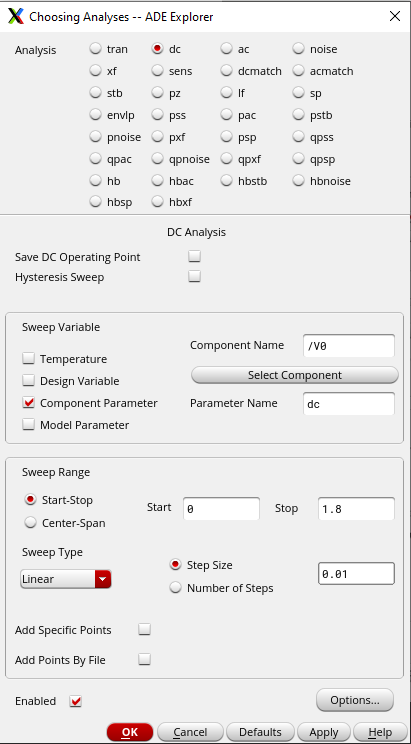 Choosing Analyses -- ADE Explorer
Analysis tran dc ac noise
xf sens dcmatch acmatch
stb pz lf sp
envlp pss pac pstb
pnoise pxf psp qpss
qpac qpnoise qpxf qpsp
hb hbac hbstb hbnoise
hbsp hbxf
DC Analysis
Save DC Operating Point
Hysteresis Sweep
Sweep Variable
Temperature
Design Variable
Component Parameter
Model Parameter
Component Name /V0
Select Component
Parameter Name dc
Sweep Range
Start-Stop
Center-Span
Start 0 Stop 1.8
Sweep Type
Linear
Step Size
Number of Steps
0.01
Add Specific Points
Add Points By File
Enabled
Options...
OK Cancel Defaults Apply Help